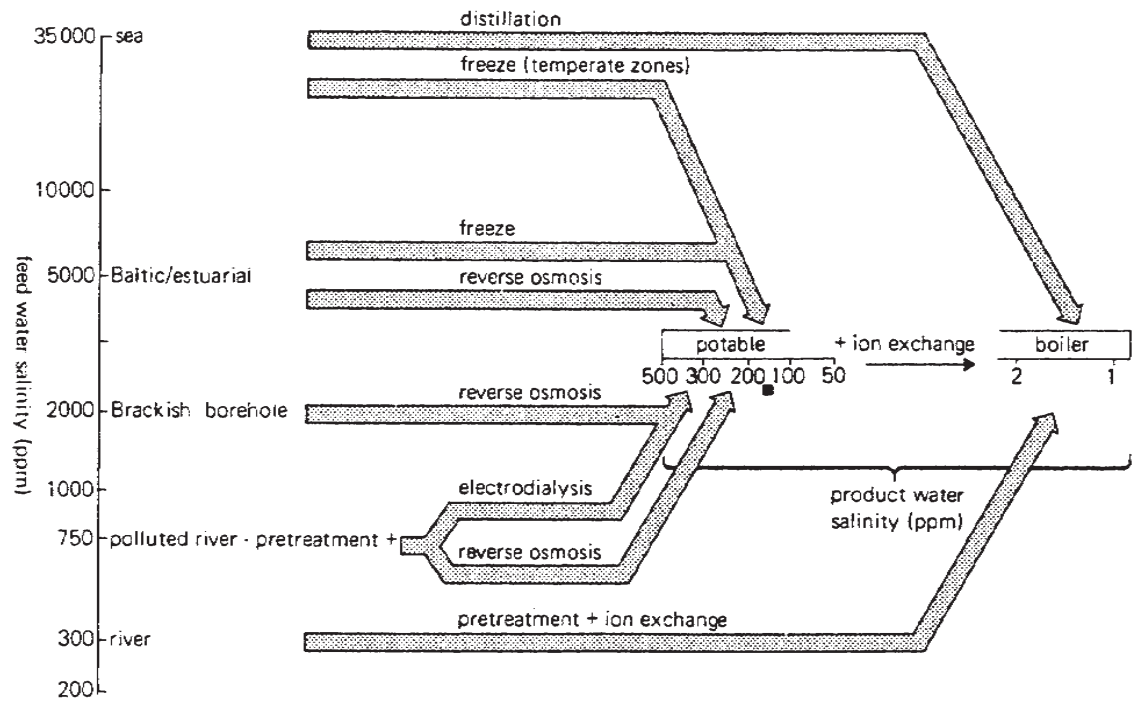 distillation
35000 sea
freeze (temperate zones)
10000
freeze
5000 Baltic/estuarial
reverse osmosis
potable + ion exchange boiler
500 300 200 100 50 2 1
reverse osmosis
2000 Brackish borehole
electrodialysis
1000
product water
salinity (ppm)
750 polluted river - pretreatment +
reverse osmosis
pretreatment + ion exchange
300 river
200
feed water salinity (ppm)